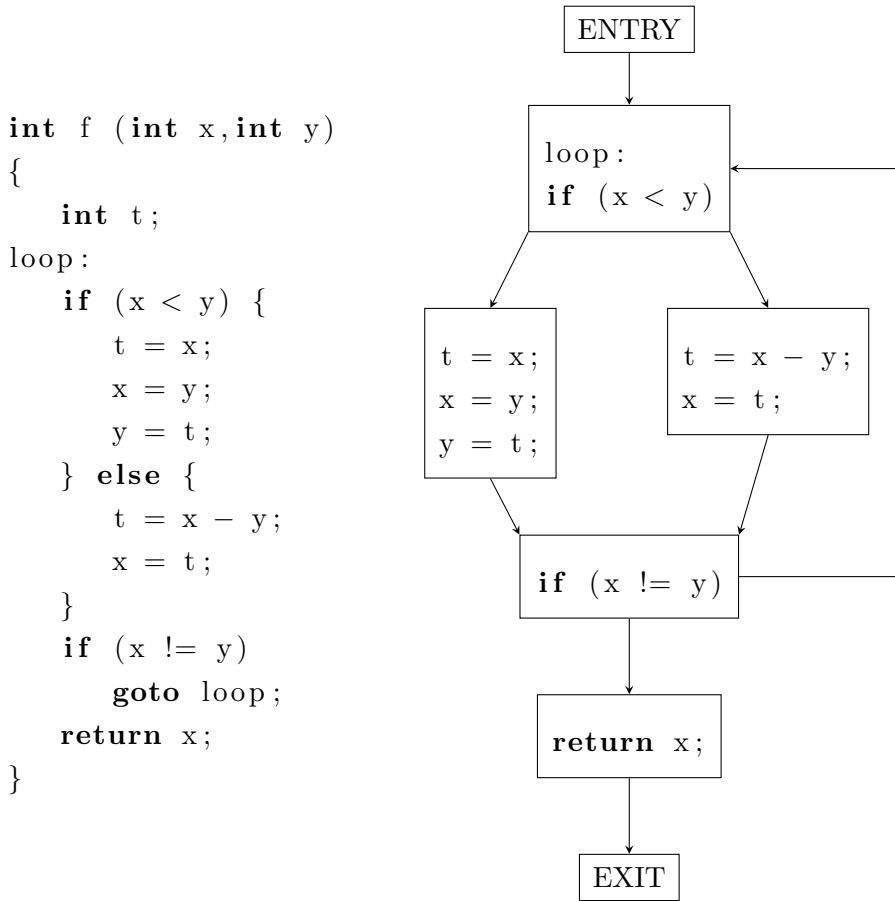 int f (int x,int y)
{
int t;
loop:
if (x < y) {
t = x;
x = y;
y = t;
} else {
t = x - y;
x = t;
}
if (x != y)
goto loop;
return x;
}
ENTRY
loop:
if (x < y)
t = x;
x = y;
y = t;
t = x - y;
x = t;
if (x != y)
return x;
EXIT